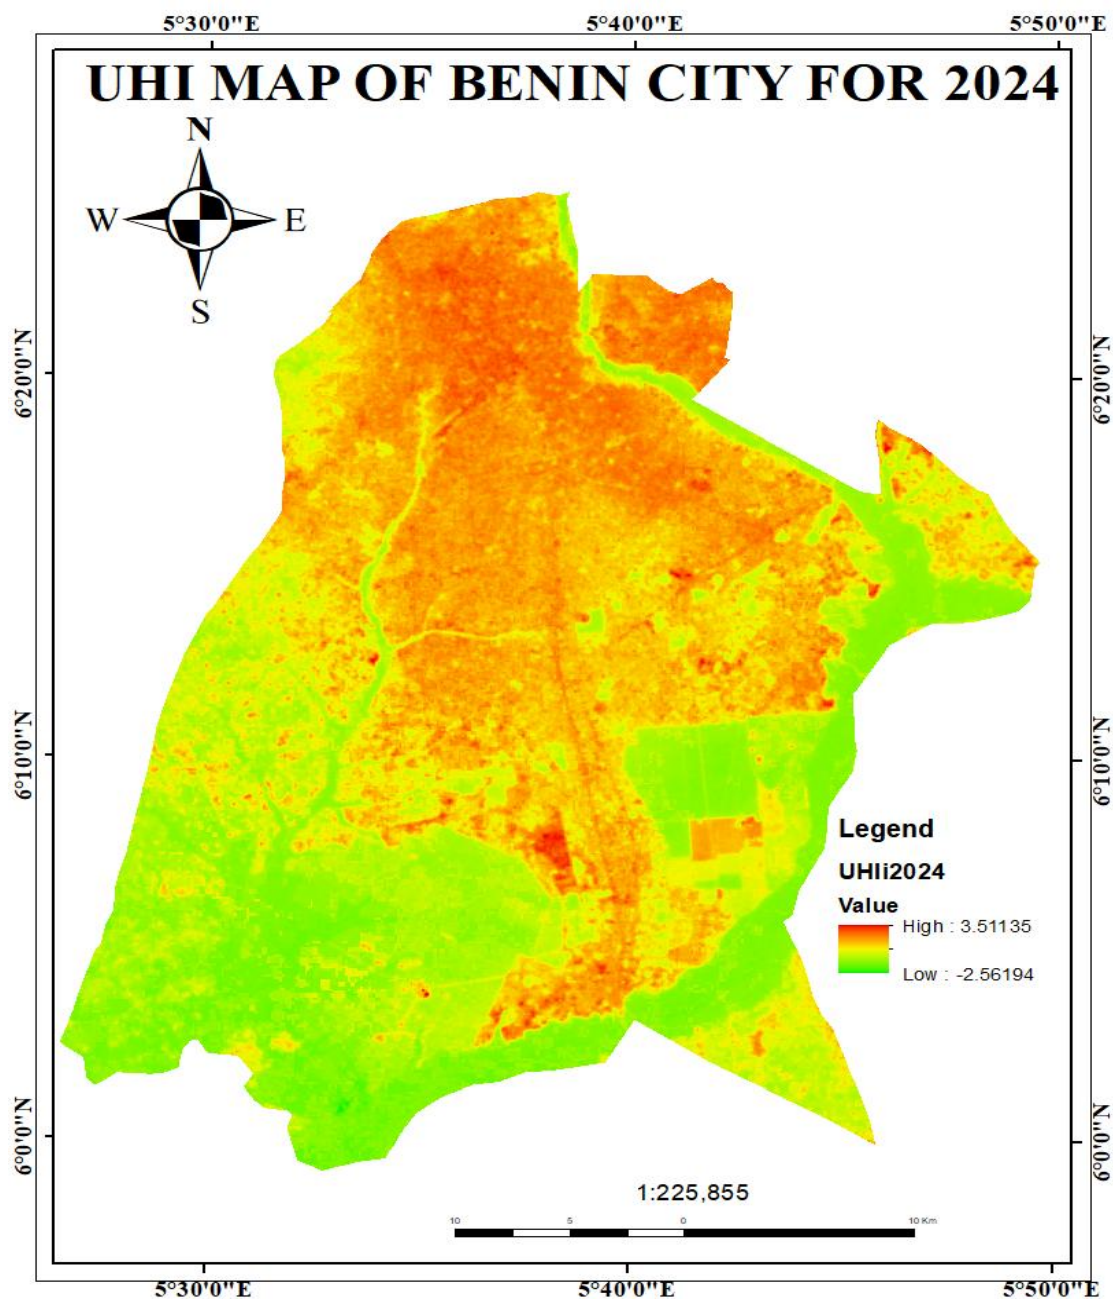 5°30'0"E 5°40'0"E 5°50'0"E
UHI MAP OF BENIN CITY FOR 2024
N
W E
S
6°20'0"N 6°20'0"N
6°10'0"N 6°10'0"N
Legend
UHIi2024
Value
High : 3.51135
Low : -2.56194
6°0'0"N 6°0'0"N
1:225,855
10 5 0 10 Km
5°30'0"E 5°40'0"E 5°50'0"E